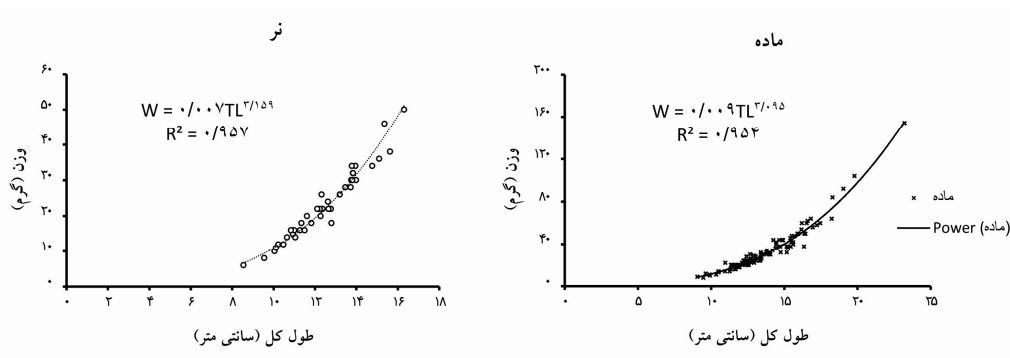 نر
وزن (گرم)
۶۰
۵۰
۴۰
۳۰
۲۰
۱۰
۰
W = ۰/۰۰۷TL^۳/۱۵۹
R² = ۰/۹۵۷
۰ ۲ ۴ ۶ ۸ ۱۰ ۱۲ ۱۴ ۱۶ ۱۸
طول کل (سانتی متر)
ماده
وزن (گرم)
۲۰۰
۱۶۰
۱۲۰
۸۰
۴۰
۰
W = ۰/۰۰۹TL^۳/۰۹۵
R² = ۰/۹۵۴
۰ ۵ ۱۰ ۱۵ ۲۰ ۲۵
طول کل (سانتی متر)
ماده
Power (ماده)